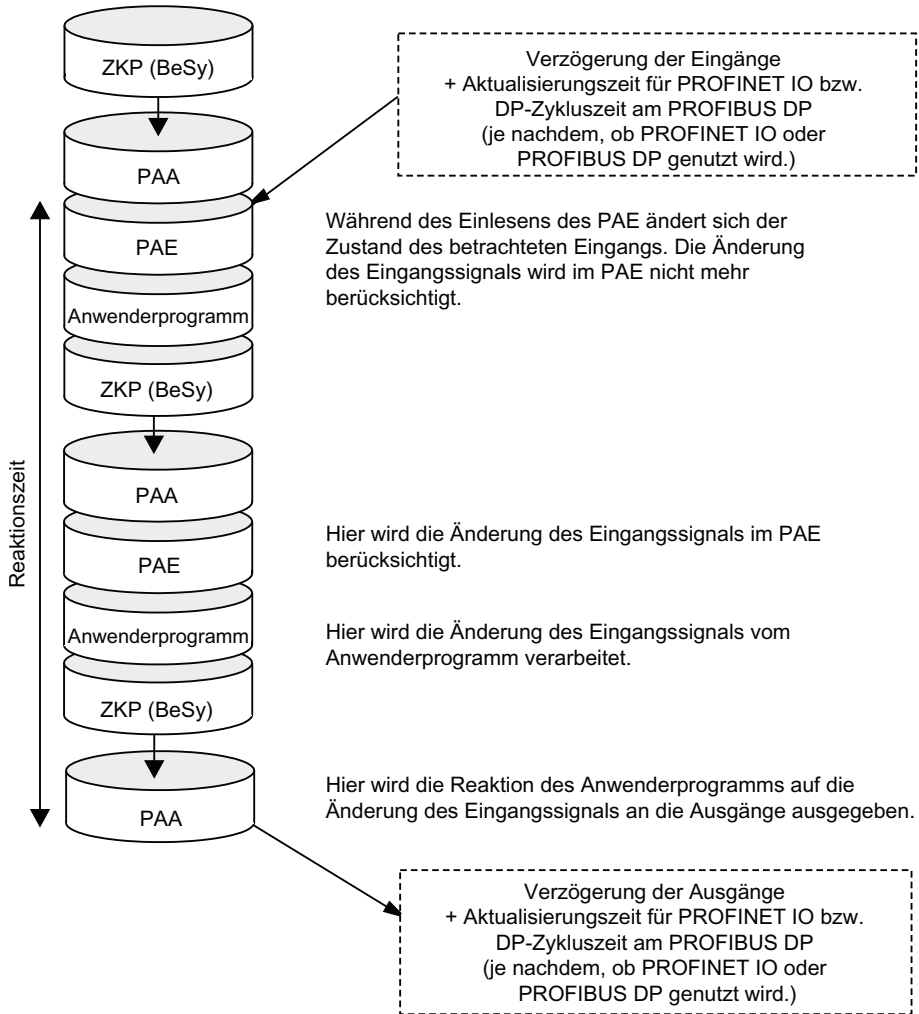 ZKP (BeSy)
Verzögerung der Eingänge
+ Aktualisierungszeit für PROFINET IO bzw.
DP-Zykluszeit am PROFIBUS DP
(je nachdem, ob PROFINET IO oder
PROFIBUS DP genutzt wird.)
PAA
PAE
Während des Einlesens des PAE ändert sich der
Zustand des betrachteten Eingangs. Die Änderung
des Eingangssignals wird im PAE nicht mehr
berücksichtigt.
Anwenderprogramm
ZKP (BeSy)
Reaktionszeit
PAA
PAE
Hier wird die Änderung des Eingangssignals im PAE
berücksichtigt.
Anwenderprogramm
Hier wird die Änderung des Eingangssignals vom
Anwenderprogramm verarbeitet.
ZKP (BeSy)
PAA
Hier wird die Reaktion des Anwenderprogramms auf die
Änderung des Eingangssignals an die Ausgänge ausgegeben.
Verzögerung der Ausgänge
+ Aktualisierungszeit für PROFINET IO bzw.
DP-Zykluszeit am PROFIBUS DP
(je nachdem, ob PROFINET IO oder
PROFIBUS DP genutzt wird.)